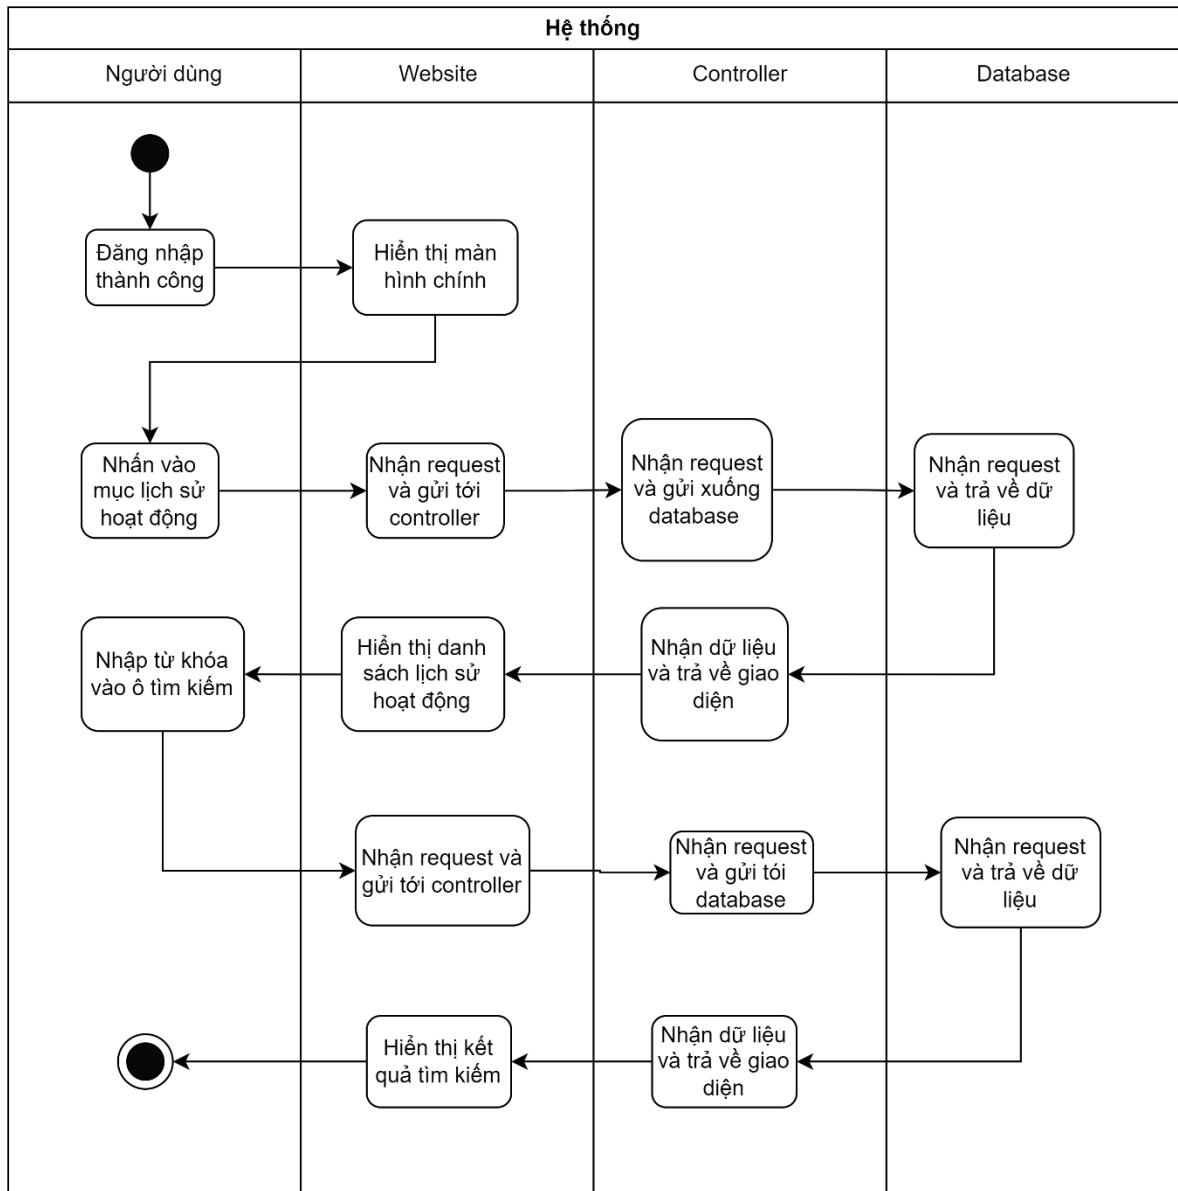 Hệ thống
Người dùng
Website
Controller
Database
Đăng nhập
thành công
Hiển thị màn
hình chính
Nhấn vào
mục lịch sử
hoạt động
Nhận request
và gửi tới
controller
Nhận request
và gửi xuống
database
Nhận request
và trả về dữ
liệu
Nhập từ khóa
vào ô tìm kiếm
Hiển thị danh
sách lịch sử
hoạt động
Nhận dữ liệu
và trả về giao
diện
Nhận request và
gửi tới controller
Nhận request
và gửi tói
database
Nhận request
và trả về dữ
liệu
Hiển thị kết
quả tìm kiếm
Nhận dữ liệu
và trả về giao
diện